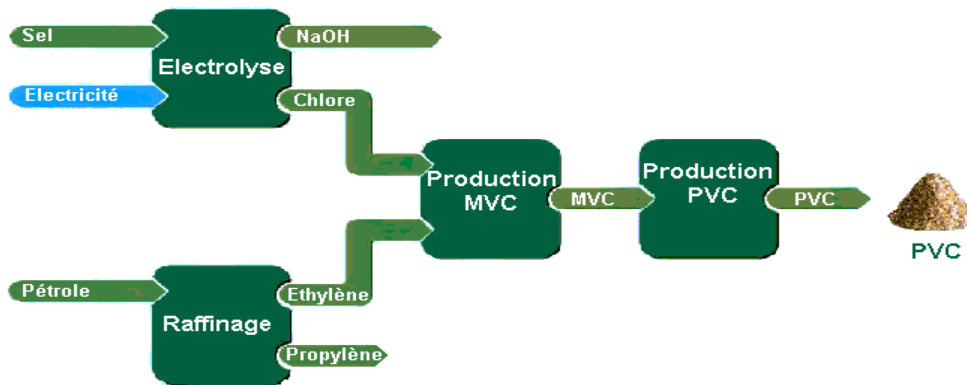 Sel
NaOH
Electrolyse
Electricité
Chlore
Production
MVC
MVC
Production
PVC
PVC
PVC
Pétrole
Ethylène
Raffinage
Propylène